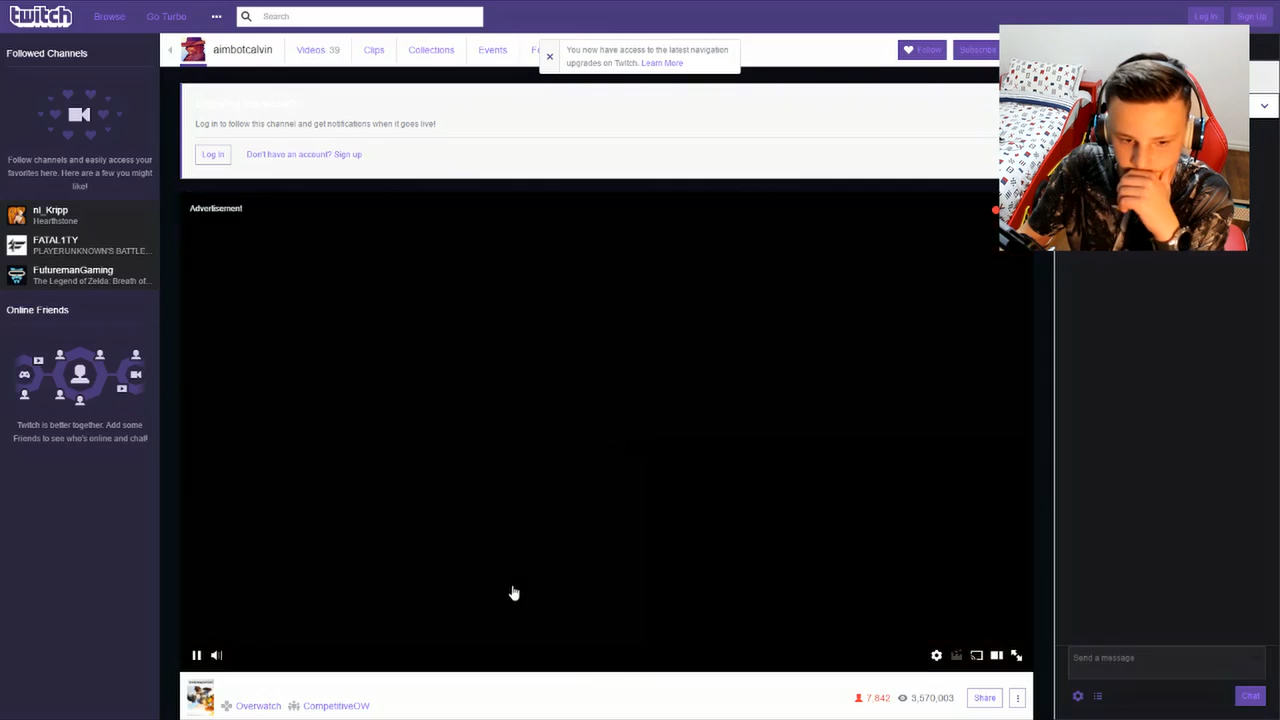 twitch
Browse
Go Turbo
Search
Log In
Sign Up
Followed Channels
aimbotcalvin
Videos 39
Clips
Collections
Events
You now have access to the latest navigation
upgrades on Twitch. Learn More
Follow
Subscribe
Log in to follow this channel and get notifications when it goes live!
Log In
Don't have an account? Sign up
Follow channels and easily access your
favorites here. Here are a few you might
like!
nl_Kripp
Hearthstone
FATAL1TY
PLAYERUNKNOWN'S BATTLE...
FuturemanGaming
The Legend of Zelda: Breath of...
Online Friends
Twitch is better together. Add some
Friends to see who's online and chat!
Advertisement
Overwatch
CompetitiveOW
7,842
3,570,003
Share
Send a message
Chat